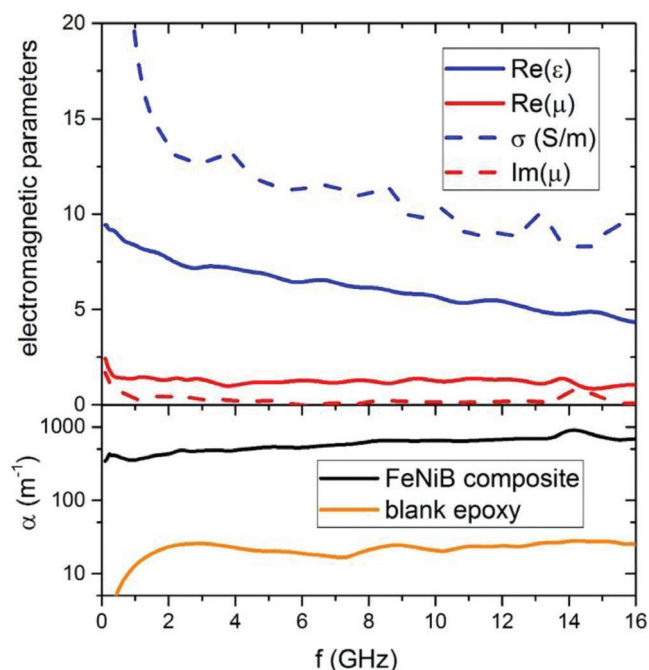 electromagnetic parameters
20
15
10
5
0
Re(ε)
Re(μ)
σ (S/m)
Im(μ)
α (m⁻¹)
1000
100
10
FeNiB composite
blank epoxy
0 2 4 6 8 10 12 14 16
f (GHz)